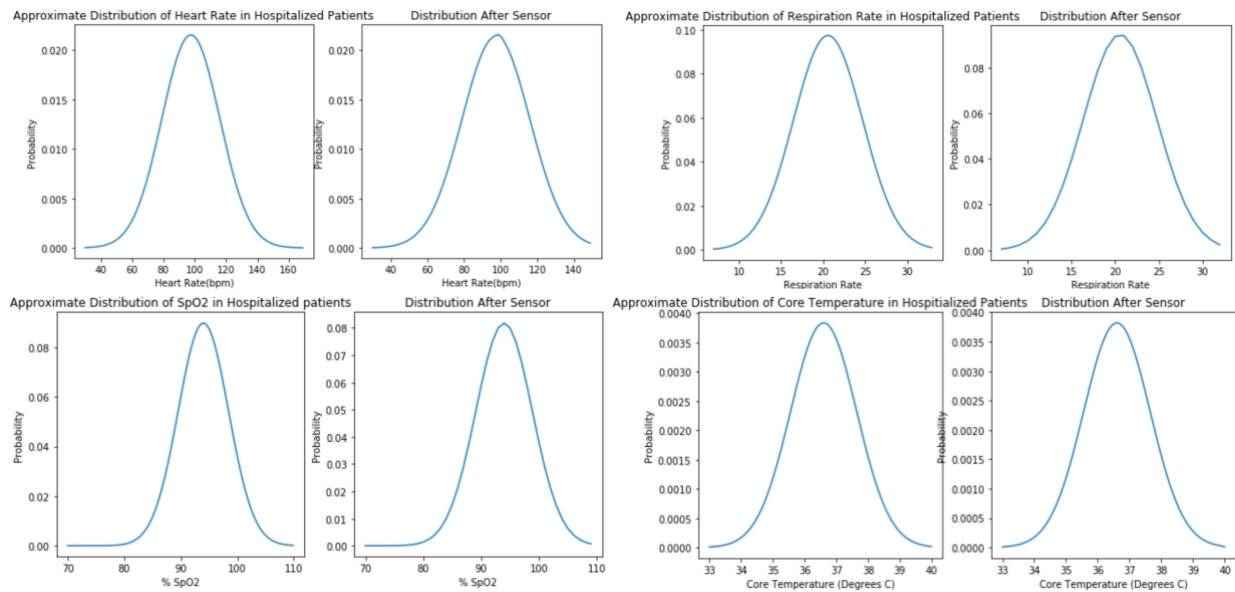 Approximate Distribution of Heart Rate in Hospitalized Patients
Probability
0.020
0.015
0.010
0.005
0.000
40 60 80 100 120 140 160
Heart Rate(bpm)
Distribution After Sensor
Probability
0.020
0.015
0.010
0.005
0.000
40 60 80 100 120 140
Heart Rate(bpm)
Approximate Distribution of Respiration Rate in Hospitalized Patients
Probability
0.10
0.08
0.06
0.04
0.02
0.00
10 15 20 25 30
Respiration Rate
Distribution After Sensor
Probability
0.08
0.06
0.04
0.02
0.00
10 15 20 25 30
Respiration Rate
Approximate Distribution of SpO2 in Hospitalized patients
Probability
0.08
0.06
0.04
0.02
0.00
70 80 90 100 110
% SpO2
Distribution After Sensor
Probability
0.08
0.07
0.06
0.05
0.04
0.03
0.02
0.01
0.00
70 80 90 100 110
% SpO2
Approximate Distribution of Core Temperature in Hospitialized Patients
Probability
0.0040
0.0035
0.0030
0.0025
0.0020
0.0015
0.0010
0.0005
0.0000
33 34 35 36 37 38 39 40
Core Temperature (Degrees C)
Distribution After Sensor
Probability
0.0040
0.0035
0.0030
0.0025
0.0020
0.0015
0.0010
0.0005
0.0000
33 34 35 36 37 38 39 40
Core Temperature (Degrees C)